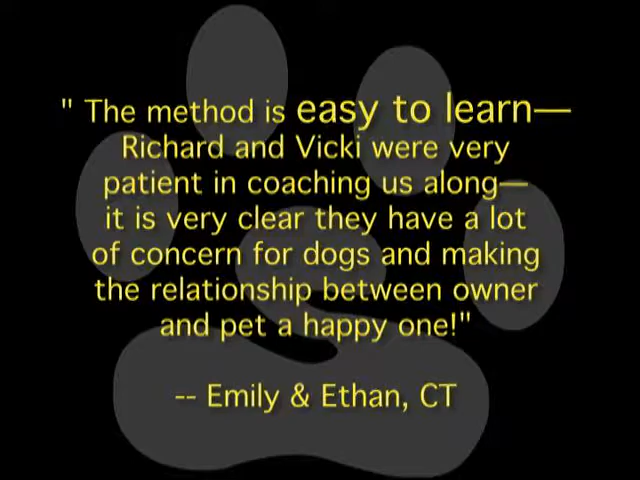 " The method is easy to learn—
Richard and Vicki were very
patient in coaching us along—
it is very clear they have a lot
of concern for dogs and making
the relationship between owner
and pet a happy one!"
-- Emily & Ethan, CT